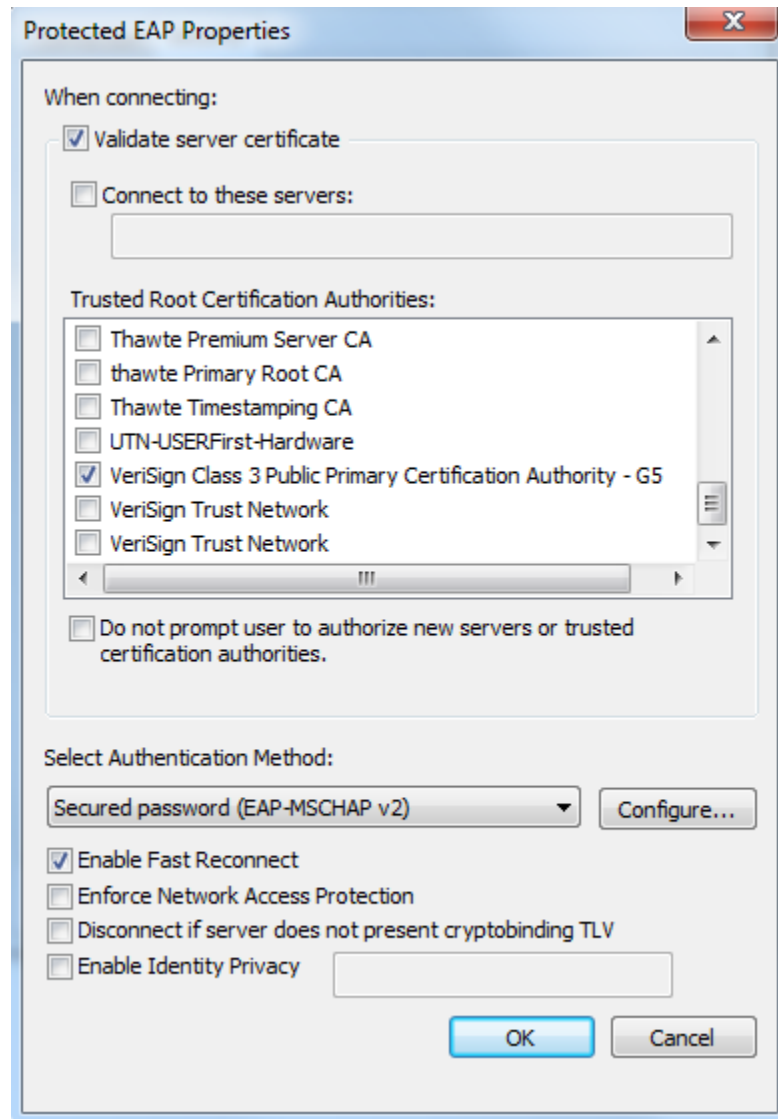 Protected EAP Properties
When connecting:
Validate server certificate
Connect to these servers:
Trusted Root Certification Authorities:
Thawte Premium Server CA
thawte Primary Root CA
Thawte Timestamping CA
UTN-USERFirst-Hardware
VeriSign Class 3 Public Primary Certification Authority - G5
VeriSign Trust Network
VeriSign Trust Network
Do not prompt user to authorize new servers or trusted
certification authorities.
Select Authentication Method:
Secured password (EAP-MSCHAP v2)
Configure...
Enable Fast Reconnect
Enforce Network Access Protection
Disconnect if server does not present cryptobinding TLV
Enable Identity Privacy
OK
Cancel